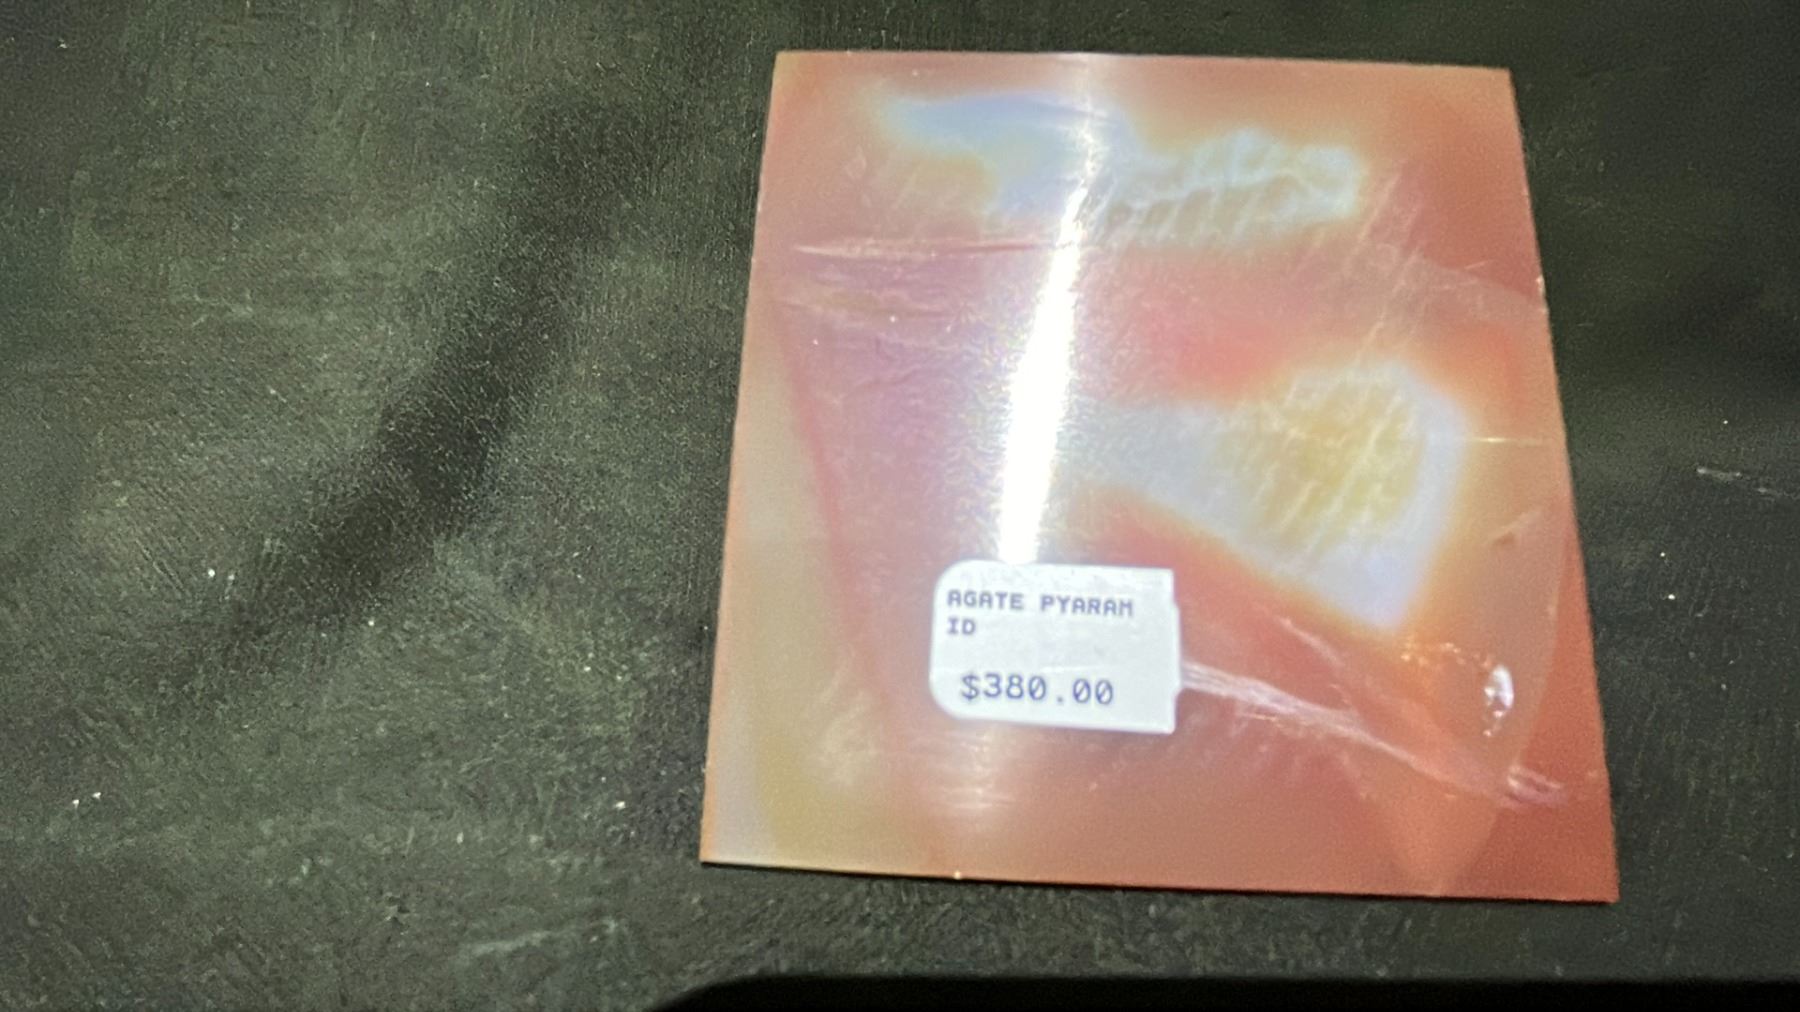 AGATE PYARAM
ID
$380.00